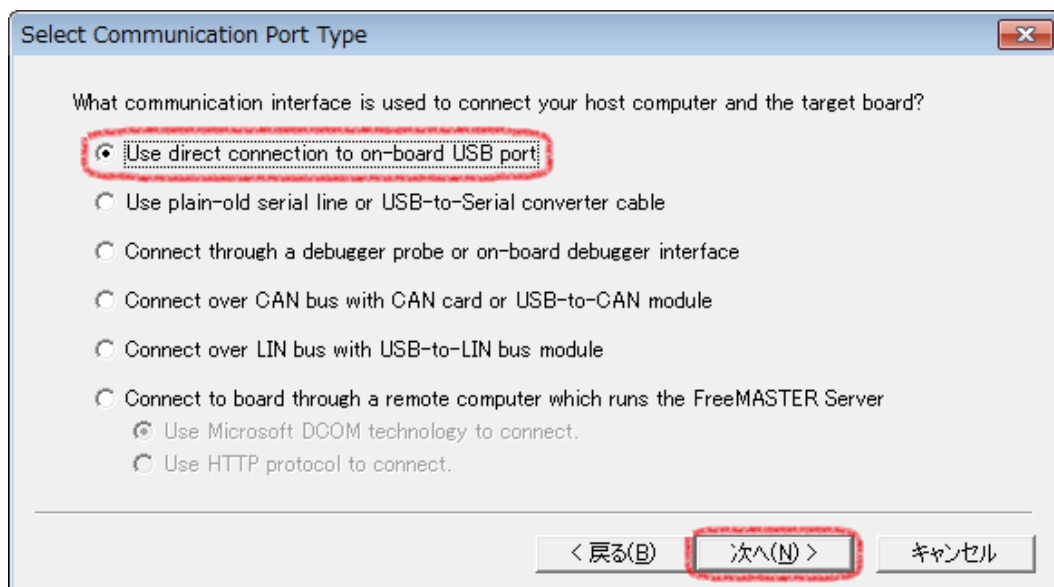 Select Communication Port Type
What communication interface is used to connect your host computer and the target board?
Use direct connection to on-board USB port
Use plain-old serial line or USB-to-Serial converter cable
Connect through a debugger probe or on-board debugger interface
Connect over CAN bus with CAN card or USB-to-CAN module
Connect over LIN bus with USB-to-LIN bus module
Connect to board through a remote computer which runs the FreeMASTER Server
Use Microsoft DCOM technology to connect.
Use HTTP protocol to connect.
< 戻る(B) 次へ(N) > キャンセル